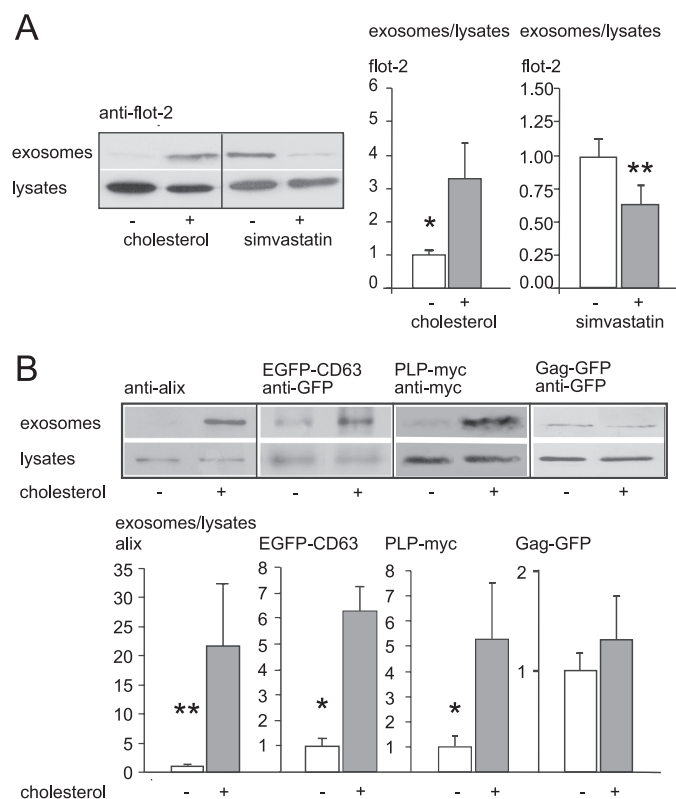 A
anti-flot-2
exosomes
lysates
- + - +
cholesterol simvastatin
exosomes/lysates
flot-2
6
5
4
3
2
1
0
*
- +
cholesterol
exosomes/lysates
flot-2
1.50
1.25
1.00
0.75
0.50
0.25
0.00
**
- +
simvastatin
B
anti-alix
EGFP-CD63
anti-GFP
PLP-myc
anti-myc
Gag-GFP
anti-GFP
exosomes
lysates
cholesterol - + - + - + - +
exosomes/lysates
alix
35
30
25
20
15
10
5
0
**
EGFP-CD63
8
7
6
5
4
3
2
1
*
PLP-myc
8
7
6
5
4
3
2
1
*
Gag-GFP
2
1
cholesterol - + - + - + - +